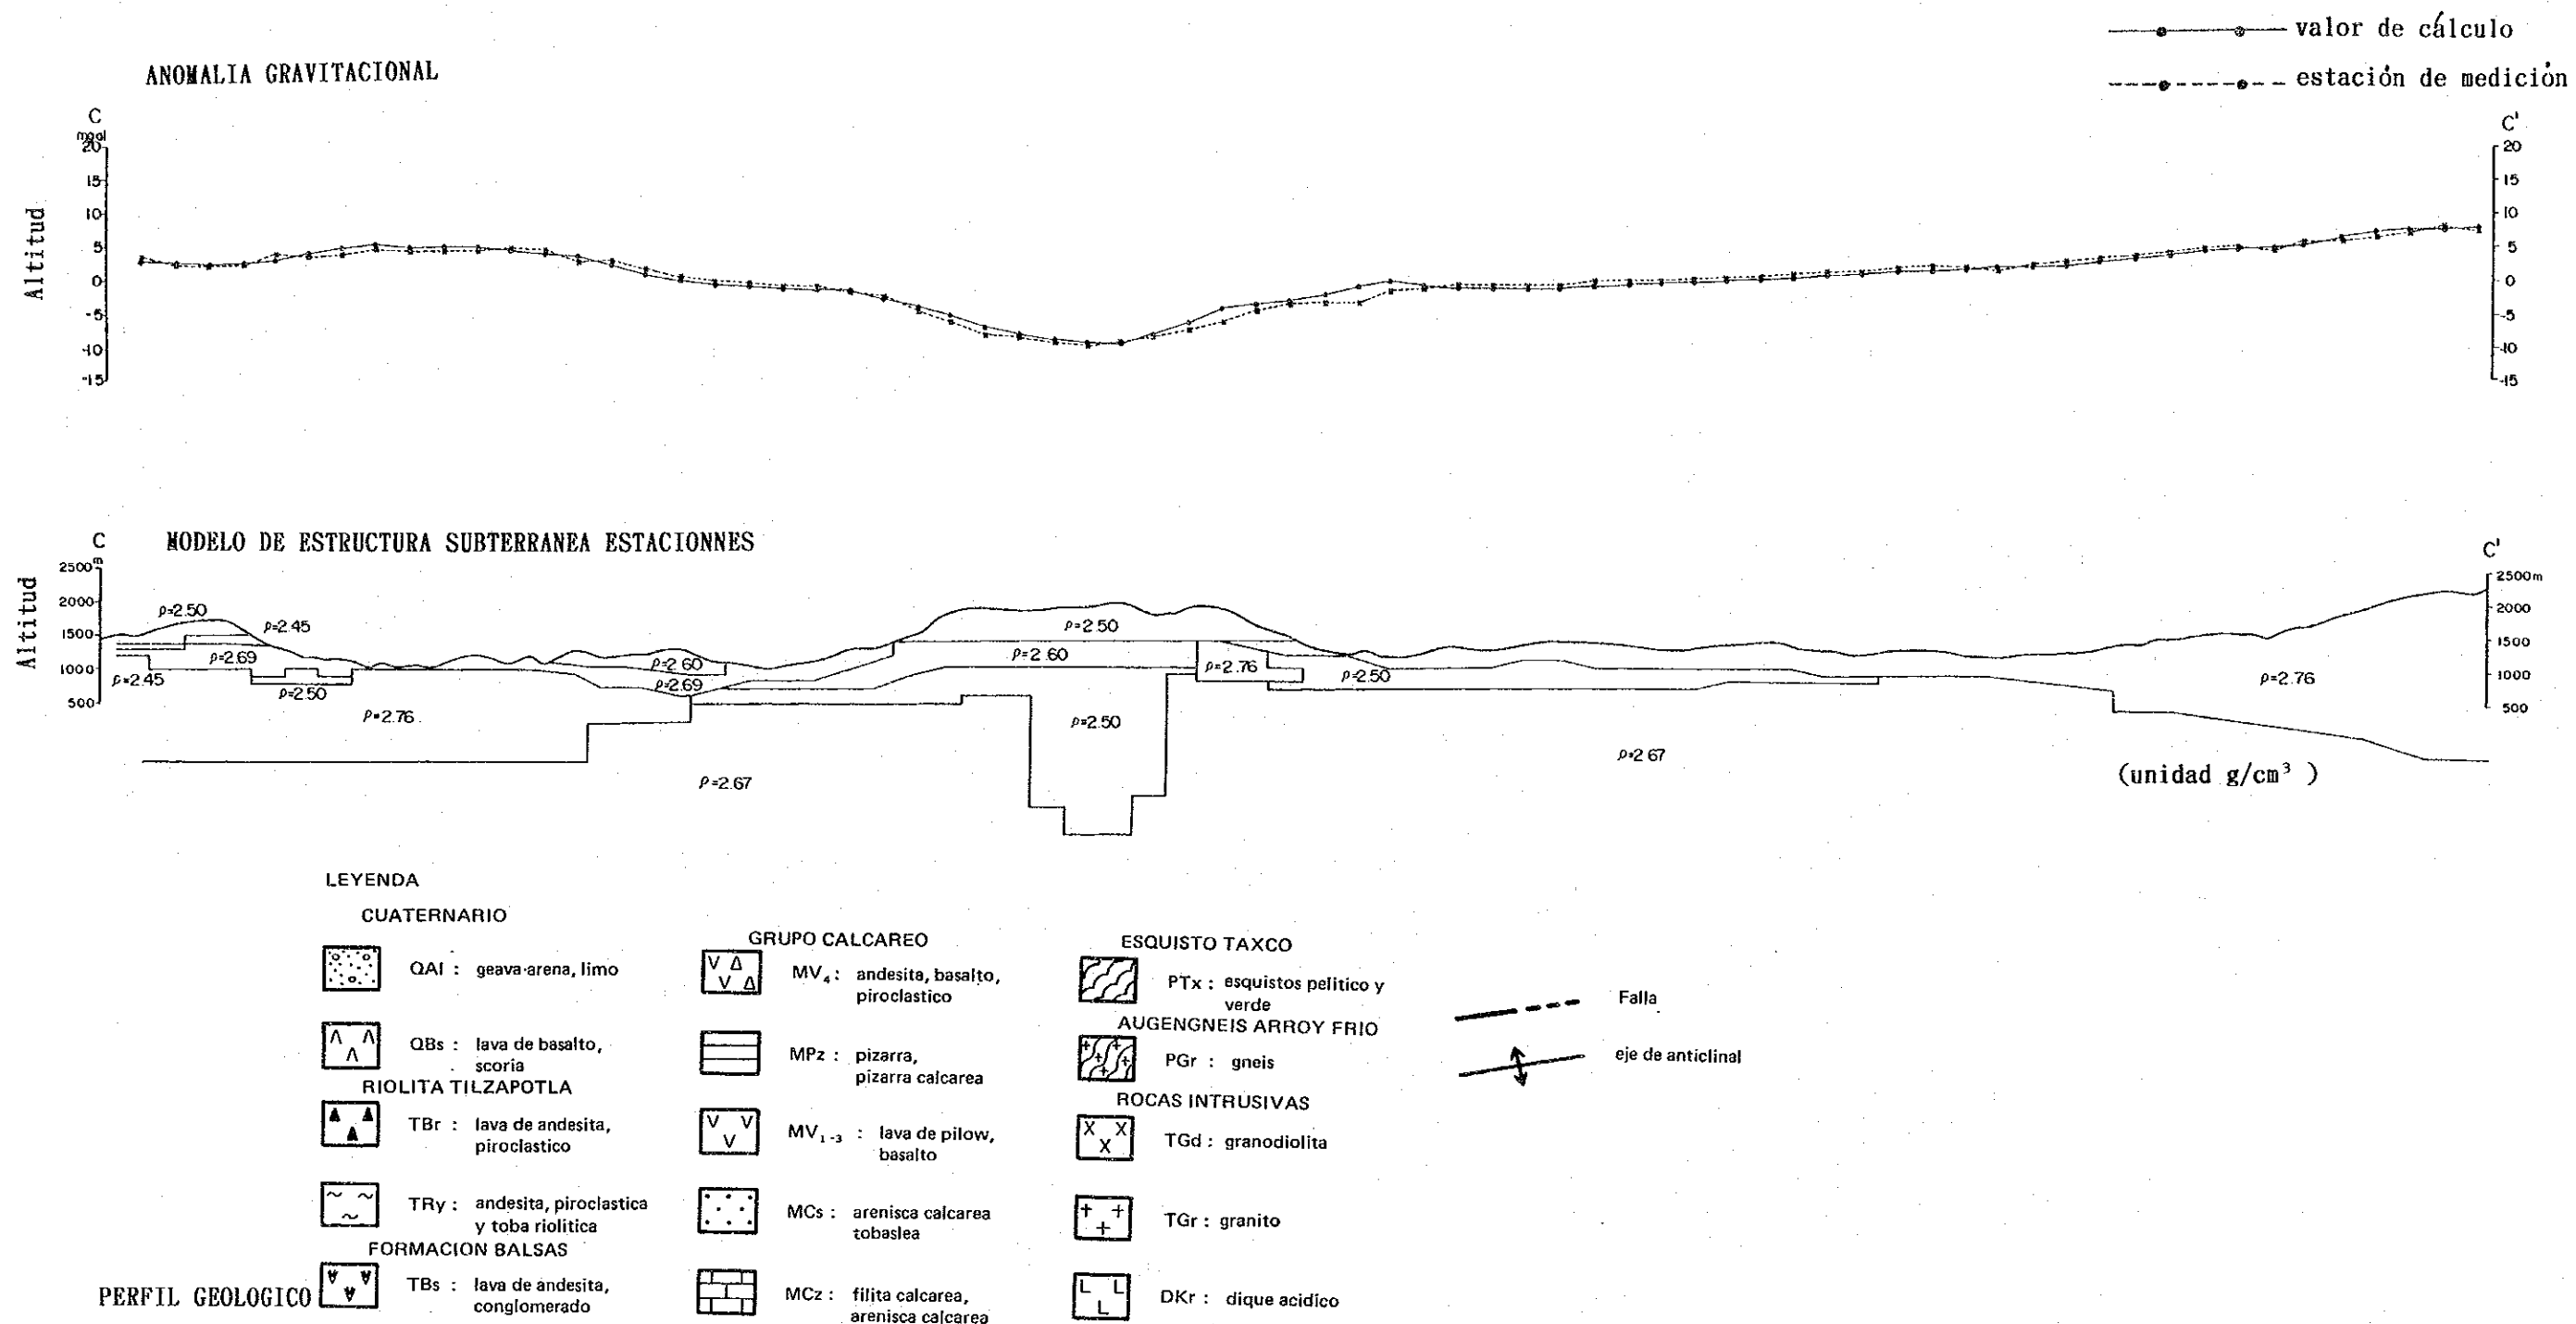 valor de cálculo
estación de medición
ANOMALIA GRAVITACIONAL
C
mgal
20
15
10
5
0
-5
-10
-15
Altitud
C'
20
15
10
5
0
-5
-10
-15
MODELO DE ESTRUCTURA SUBTERRANEA ESTACIONNES
C
2500m
2000
1500
1000
500
Altitud
C'
2500m
2000
1500
1000
500
ρ=2.50
ρ=2.45
ρ=2.69
ρ=2.45
ρ=2.50
ρ=2.76
ρ=2.60
ρ=2.69
ρ=2.67
ρ=2.50
ρ=2.60
ρ=2.50
ρ=2.76
ρ=2.50
ρ=2.67
ρ=2.76
(unidad g/cm³ )
LEYENDA
CUATERNARIO
QAl : geava-arena, limo
QBs : lava de basalto,
scoria
RIOLITA TILZAPOTLA
TBr : lava de andesita,
piroclastico
TRy : andesita, piroclastica
y toba riolitica
FORMACION BALSAS
TBs : lava de andesita,
conglomerado
GRUPO CALCAREO
MV₄ : andesita, basalto,
piroclastico
MPz : pizarra,
pizarra calcarea
MV₁₋₃ : lava de pilow,
basalto
MCs : arenisca calcarea
tobaslea
MCz : filita calcarea,
arenisca calcarea
ESQUISTO TAXCO
PTx : esquistos pelitico y
verde
AUGENGNEIS ARROY FRIO
PGr : gneis
ROCAS INTRUSIVAS
TGd : granodiolita
TGr : granito
DKr : dique acidico
Falla
eje de anticlinal
PERFIL GEOLOGICO